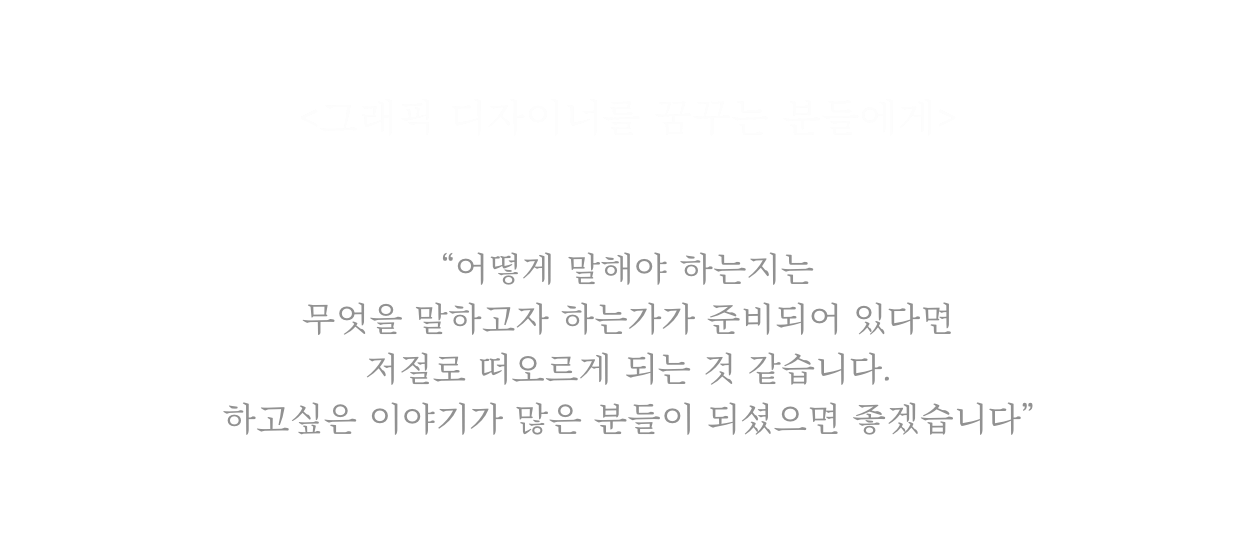 <그래픽 디자이너를 꿈꾸는 분들에게>
“어떻게 말해야 하는지는
무엇을 말하고자 하는가가 준비되어 있다면
저절로 떠오르게 되는 것 같습니다.
하고싶은 이야기가 많은 분들이 되셨으면 좋겠습니다”